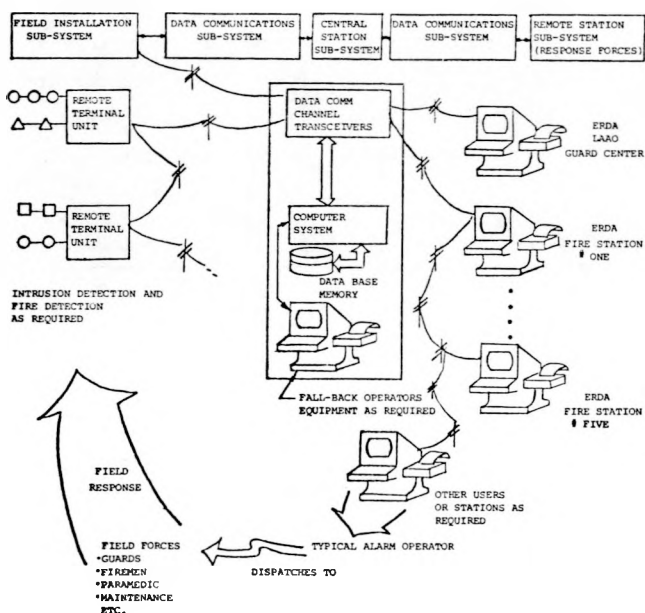 FIELD INSTALLATION
SUB-SYSTEM
DATA COMMUNICATIONS
SUB-SYSTEM
CENTRAL
STATION
SUB-SYSTEM
DATA COMMUNICATIONS
SUB-SYSTEM
REMOTE STATION
SUB-SYSTEM
(RESPONSE FORCES)
REMOTE
TERMINAL
UNIT
DATA COMM
CHANNEL
TRANSCEIVERS
ERDA
LAAO
GUARD CENTER
REMOTE
TERMINAL
UNIT
COMPUTER
SYSTEM
DATA BASE
MEMORY
ERDA
FIRE STATION
# ONE
INTRUSION DETECTION AND
FIRE DETECTION
AS REQUIRED
FALL-BACK OPERATORS
EQUIPMENT AS REQUIRED
ERDA
FIRE STATION
# FIVE
FIELD
RESPONSE
OTHER USERS
OR STATIONS AS
REQUIRED
TYPICAL ALARM OPERATOR
DISPATCHES TO
FIELD FORCES
•GUARDS
•FIREMEN
•PARAMEDIC
•MAINTENANCE
ETC.